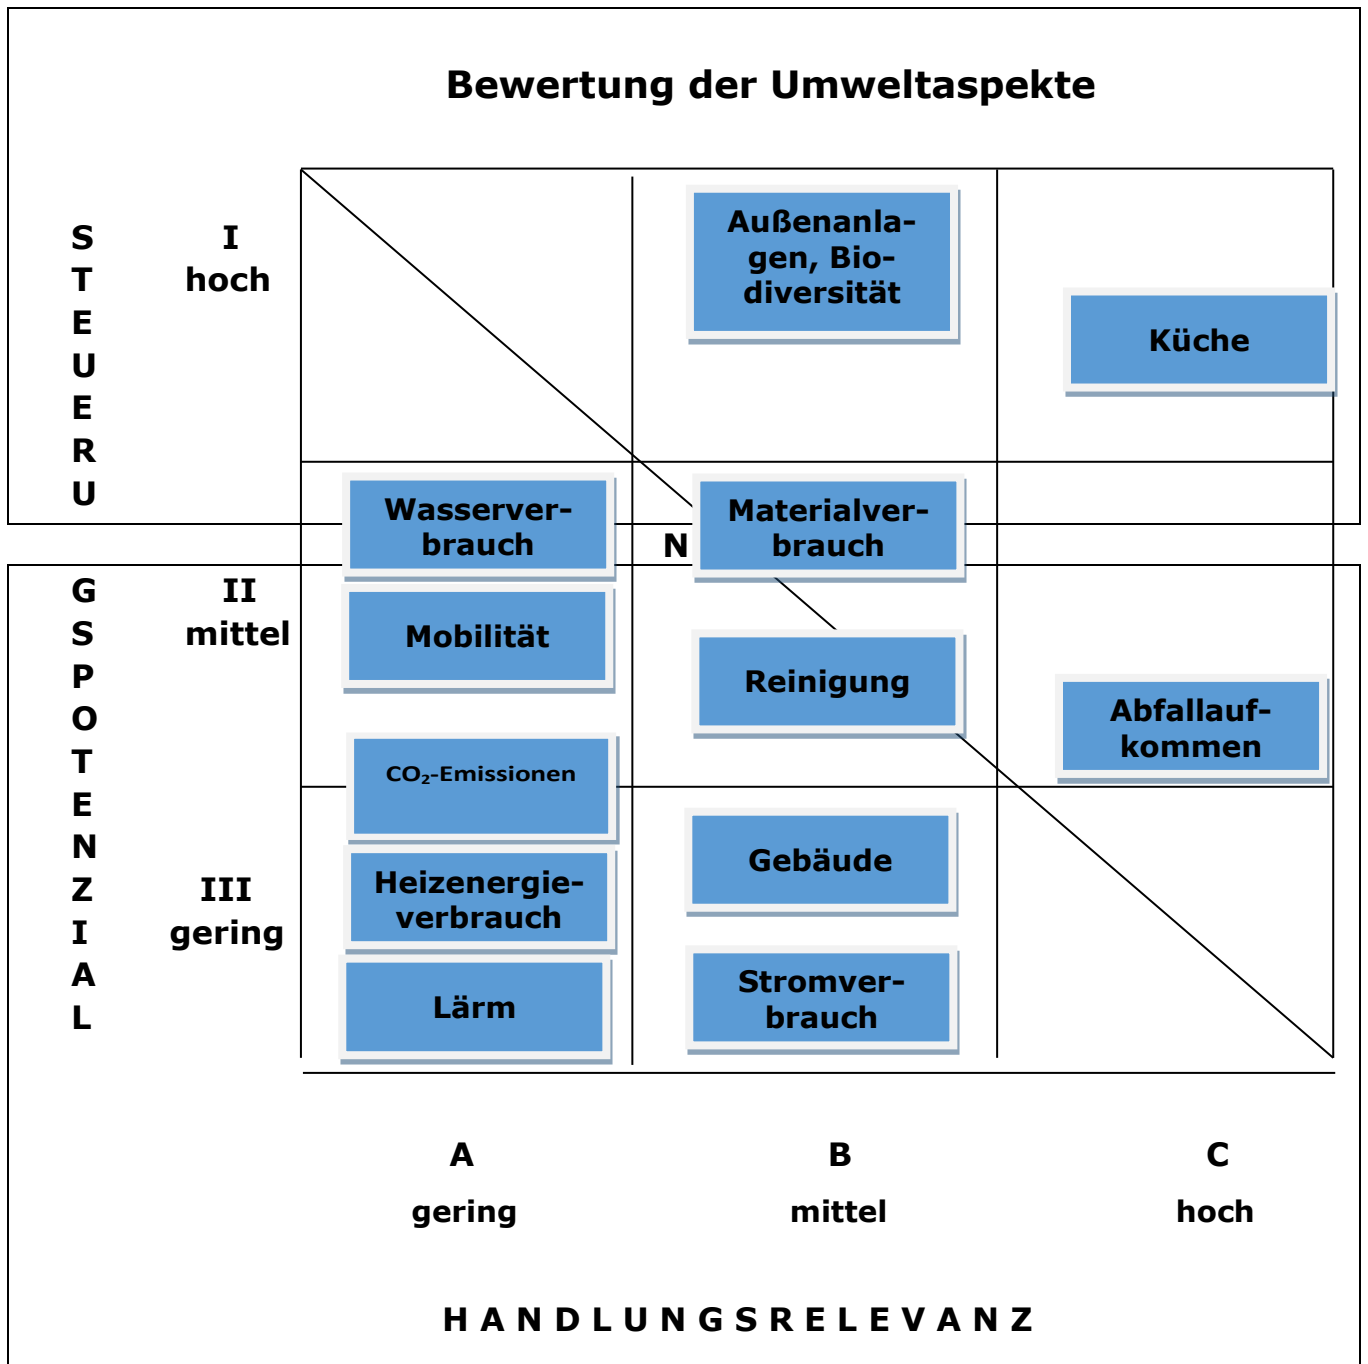 Bewertung der Umweltaspekte
S
T
E
U
E
R
U
N
G
S
P
O
T
E
N
Z
I
A
L
I
hoch
II
mittel
III
gering
Außenanla-
gen, Bio-
diversität
Küche
Wasserver-
brauch
Materialver-
brauch
Mobilität
Reinigung
Abfallauf-
kommen
CO₂-Emissionen
Gebäude
Heizenergie-
verbrauch
Stromver-
brauch
Lärm
A
B
C
gering
mittel
hoch
H A N D L U N G S R E L E V A N Z